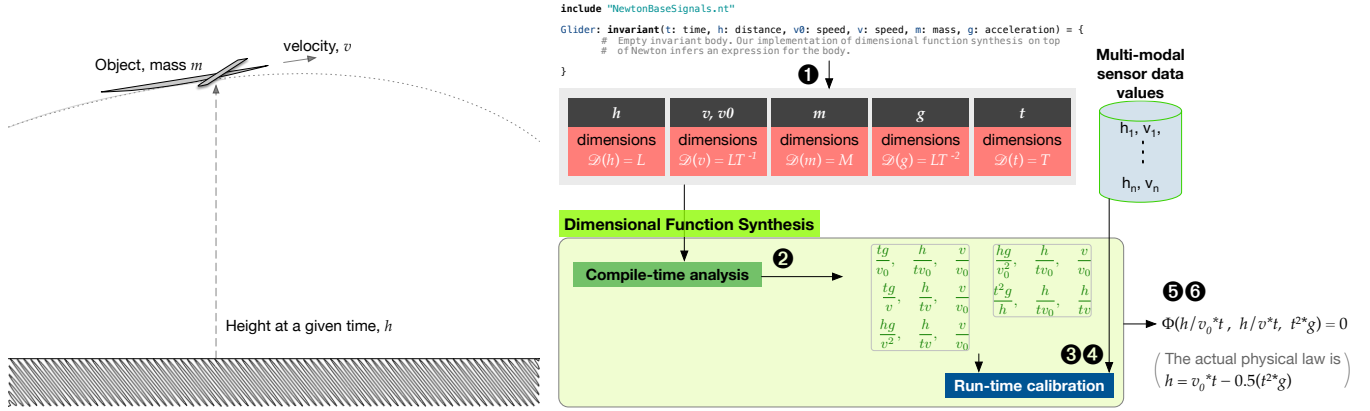 velocity, v
Object, mass m
Height at a given time, h
include "NewtonBaseSignals.nt"
Glider: invariant(t: time, h: distance, v0: speed, v: speed, m: mass, g: acceleration) = {
# Empty invariant body. Our implementation of dimensional function synthesis on top
# of Newton infers an expression for the body.
}
❶
h v, v0 m g t
dimensions dimensions dimensions dimensions dimensions
𝒟(h) = L 𝒟(v) = LT⁻¹ 𝒟(m) = M 𝒟(g) = LT⁻² 𝒟(t) = T
Multi-modal
sensor data
values
h₁, v₁,
hₙ, vₙ
Dimensional Function Synthesis
Compile-time analysis
❷
tg/v₀, h/tv₀, v/v₀
tg/v, h/tv, v/v₀
hg/v², h/tv, v/v₀
hg/v₀², h/tv₀, v/v₀
t²g/h, h/tv₀, h/tv
❸❹
Run-time calibration
❺❻
Φ(h/v₀*t , h/v*t, t²*g) = 0
(The actual physical law is
h = v₀*t − 0.5(t²*g))